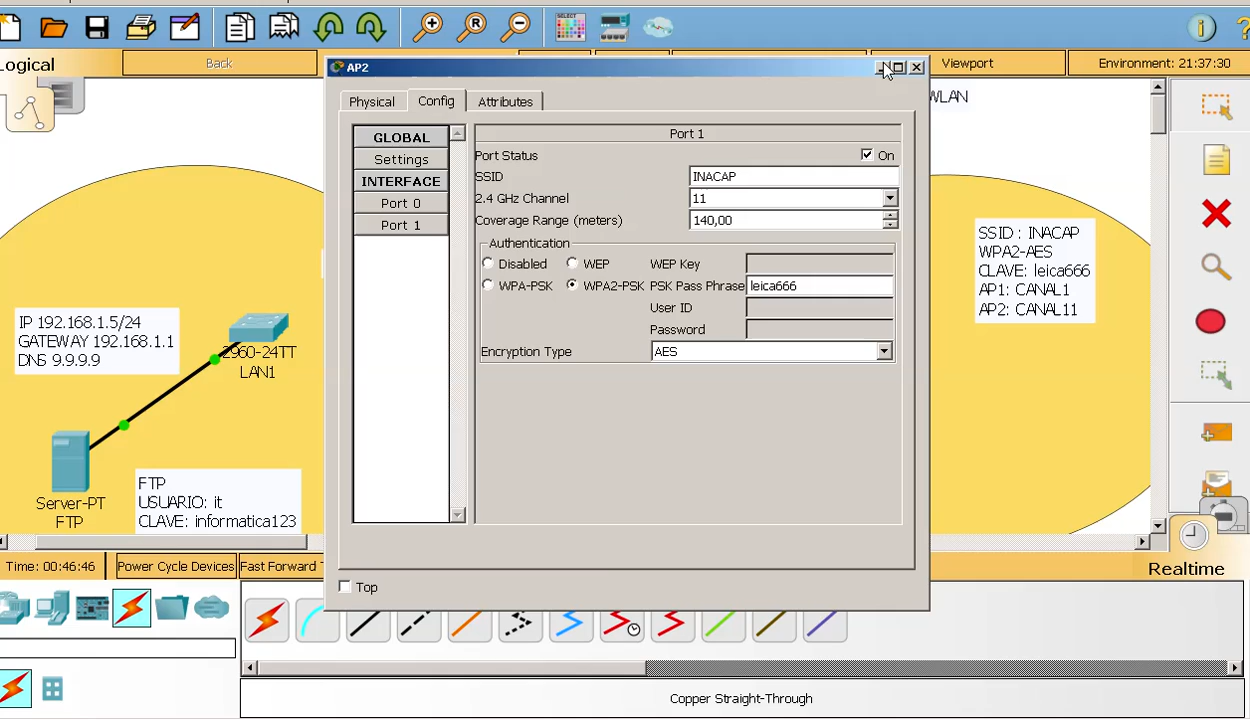 Logical
Back
Viewport
Environment: 21:37:30
SELECT
R
i
?
AP2
WLAN
Physical
Config
Attributes
GLOBAL
Settings
INTERFACE
Port 0
Port 1
Port 1
Port Status
On
SSID
INACAP
2.4 GHz Channel
11
Coverage Range (meters)
140,00
Authentication
Disabled
WEP
WEP Key
WPA-PSK
WPA2-PSK
PSK Pass Phrase
leica666
User ID
Password
Encryption Type
AES
Top
SSID : INACAP
WPA2-AES
CLAVE: leica666
AP1: CANAL1
AP2: CANAL11
IP 192.168.1.5/24
GATEWAY 192.168.1.1
DNS 9.9.9.9
2960-24TT
LAN1
Server-PT
FTP
FTP
USUARIO: it
CLAVE: informatica123
Time: 00:46:46
Power Cycle Devices
Fast Forward T
Realtime
Copper Straight-Through